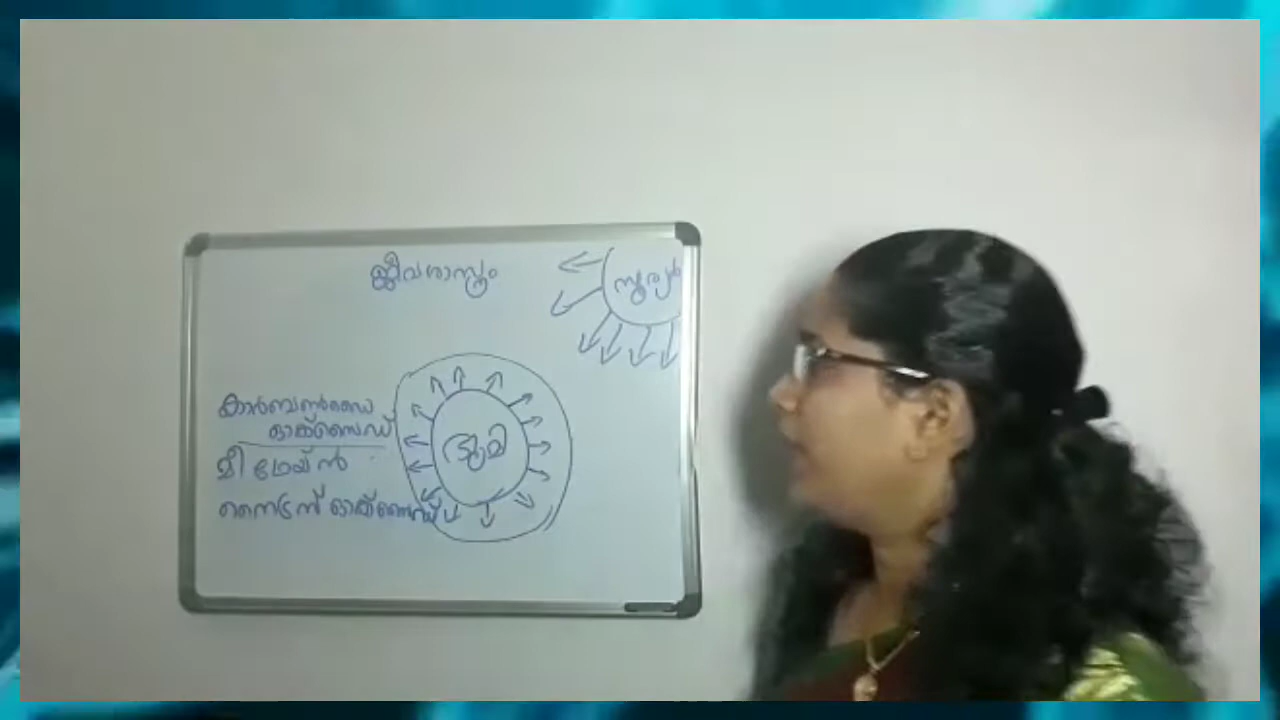 ജീവശാസ്ത്രം
സൂര്യൻ
കാർബൺഡൈ
ഓക്സൈഡ്
മീഥെയ്ൻ
നൈട്രസ് ഓക്സൈഡ്
ഭൂമി